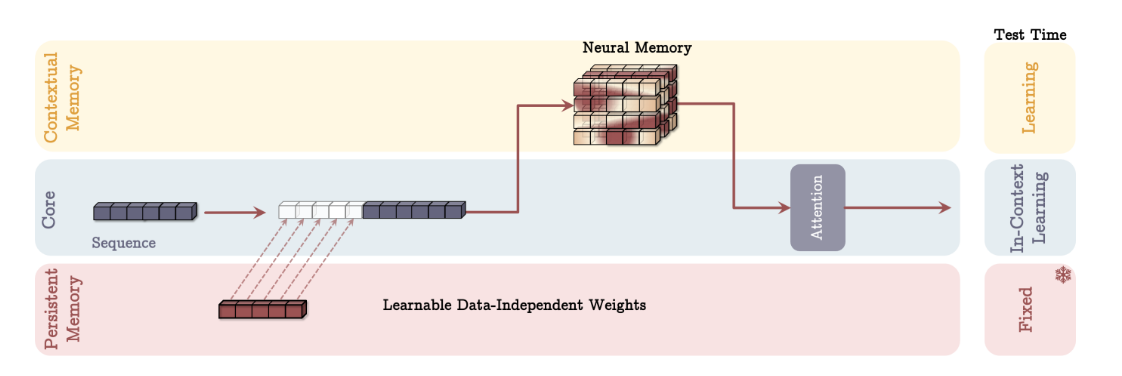 Test Time
Neural Memory
Contextual
Memory
Learning
Core
Sequence
Attention
In-Context
Learning
Persistent
Memory
Learnable Data-Independent Weights
Fixed